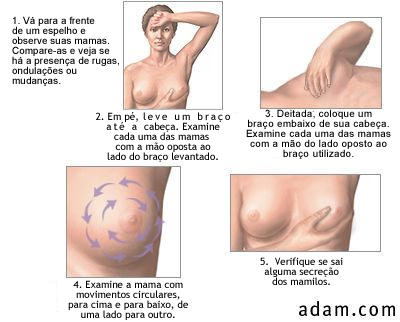 1. Vá para a frente
de um espelho e
observe suas mamas.
Compare-as e veja se
há a presença de rugas,
ondulações ou
mudanças.
2. Em pé, leve um braço
até a cabeça. Examine
cada uma das mamas
com a mão oposta ao
lado do braço levantado.
3. Deitada, coloque um
braço embaixo de sua cabeça.
Examine cada uma das mamas
com a mão do lado oposto ao
braço utilizado.
4. Examine a mama com
movimentos circulares,
para cima e para baixo, de
uma lado para outro.
5. Verifique se sai
alguma secreção
dos mamilos.
adam.com